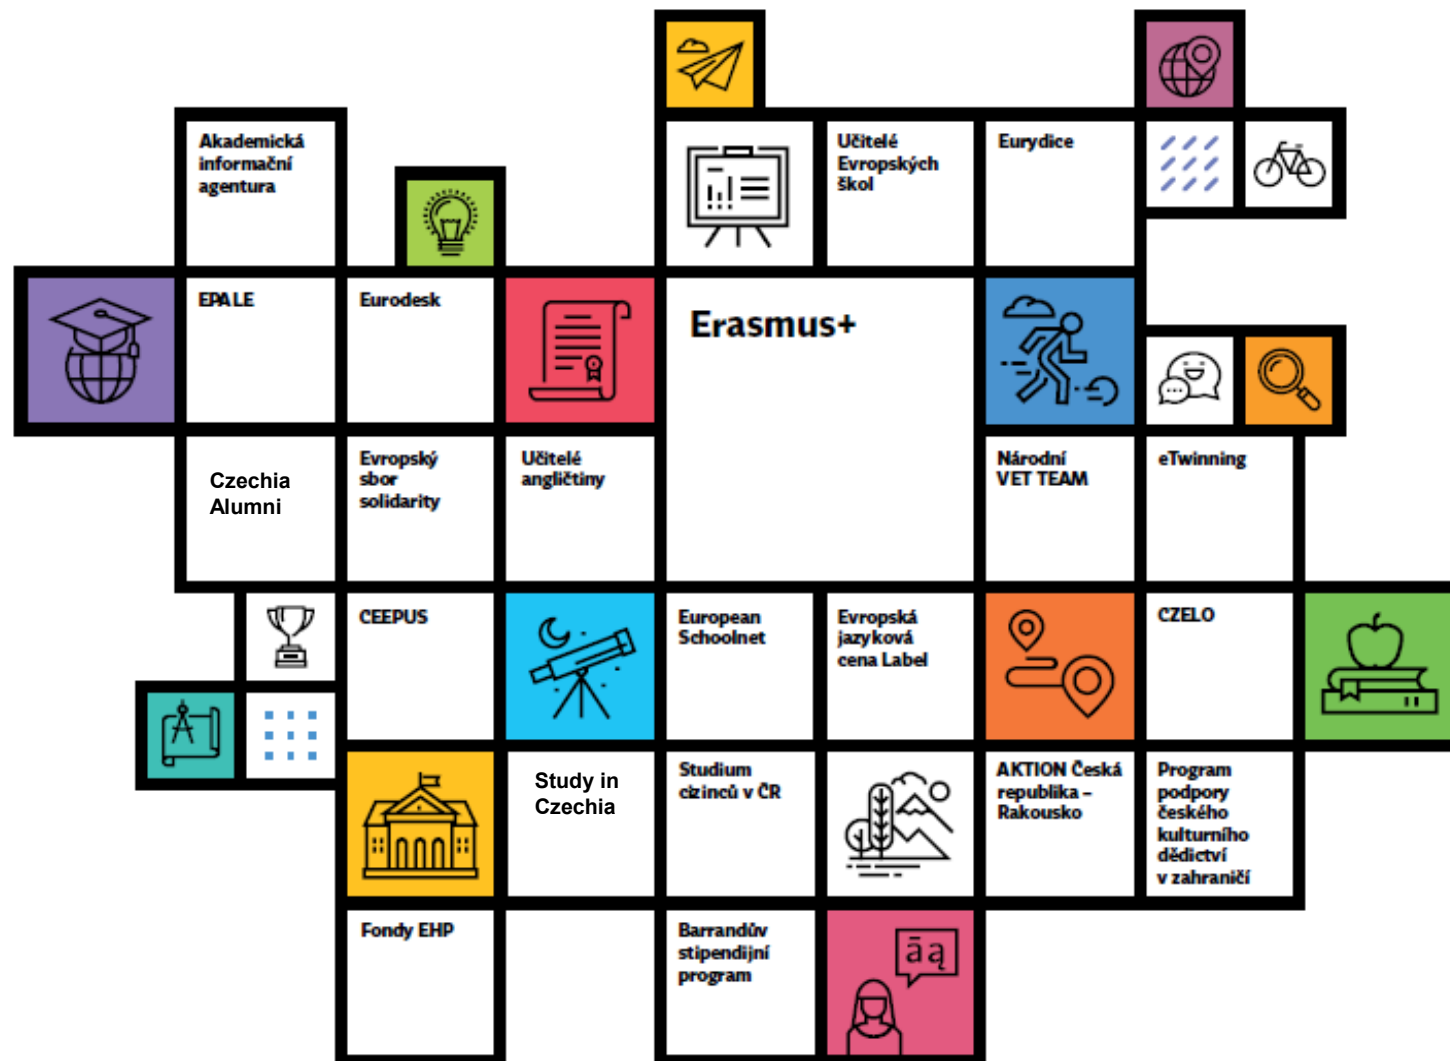 Akademická
informační
agentura
Učitelé
Evropských
škol
Eurydice
EPALE
Eurodesk
Erasmus+
Czechia
Alumni
Evropský
sbor
solidarity
Učitelé
angličtiny
Národní
VET TEAM
eTwinning
CEEPUS
European
Schoolnet
Evropská
jazyková
cena Label
CZELO
Study in
Czechia
Studium
cizinců v ČR
AKTION Česká
republika –
Rakousko
Program
podpory
českého
kulturního
dědictví
v zahraničí
Fondy EHP
Barrandův
stipendijní
program
āą